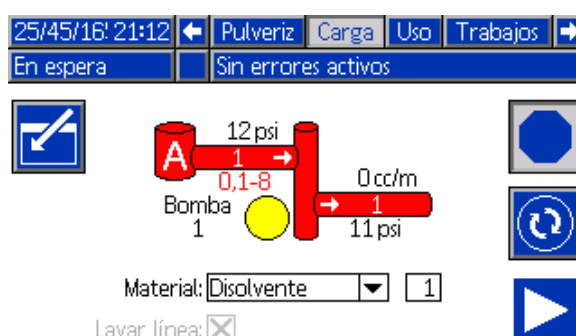 25/45/16! 21:12 Pulveriz Carga Uso Trabajos
En espera Sin errores activos
12 psi
A 1
0,1-8 0 cc/m
Bomba 1
1 11 psi
Material: Disolvente 1
Lavar línea: